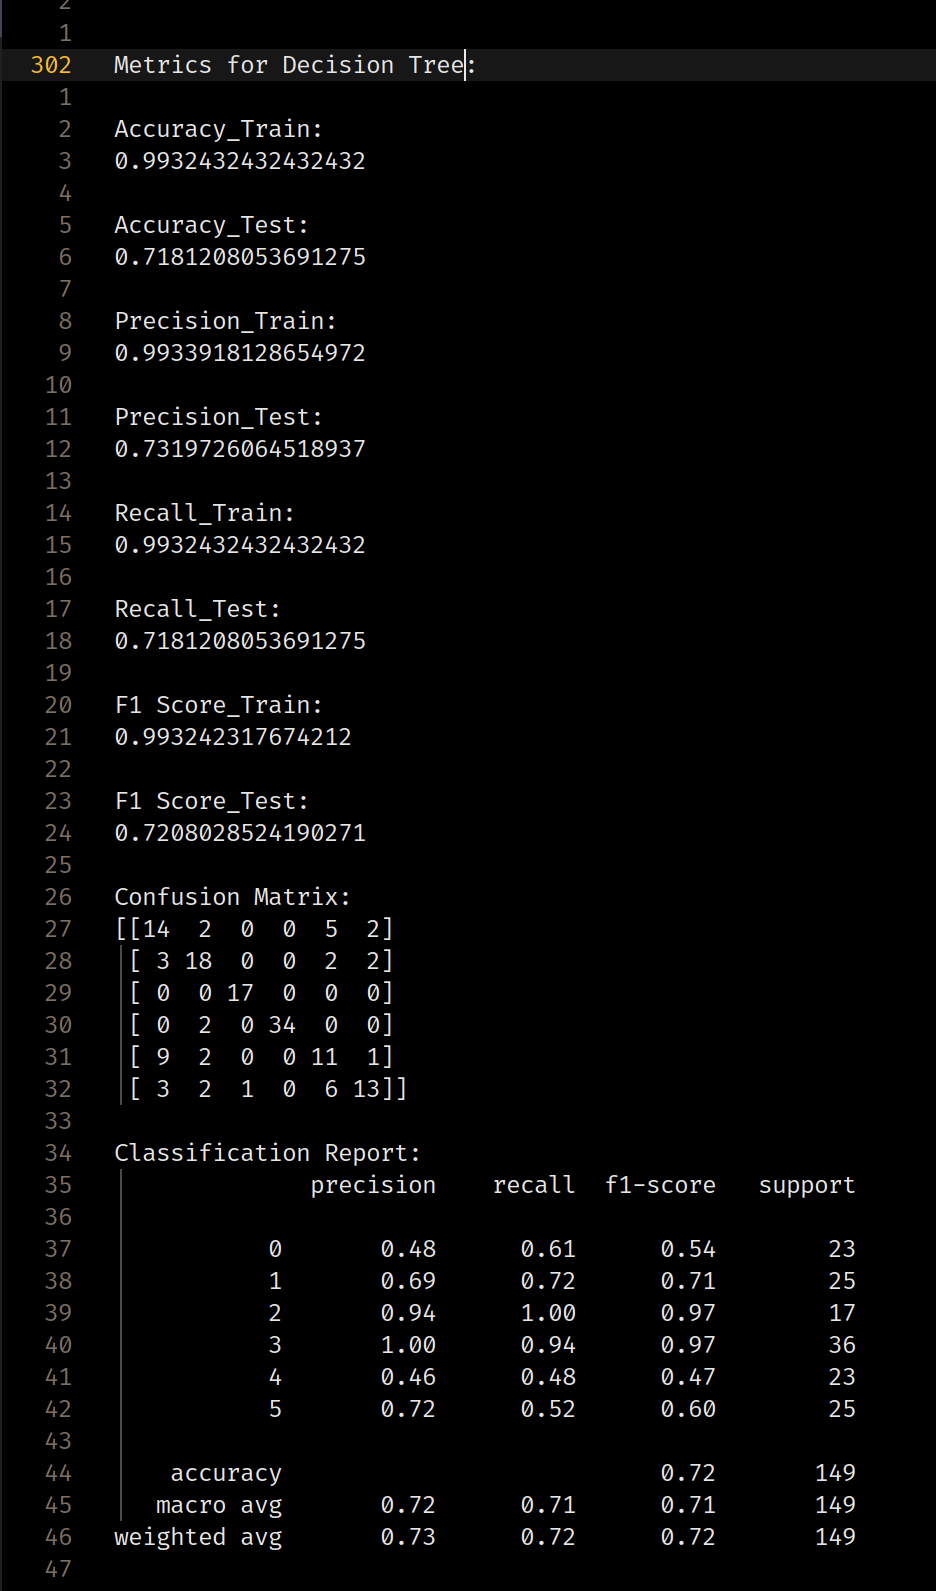 2
1
302 Metrics for Decision Tree:
1
2 Accuracy_Train:
3 0.9932432432432432
4
5 Accuracy_Test:
6 0.7181208053691275
7
8 Precision_Train:
9 0.9933918128654972
10
11 Precision_Test:
12 0.7319726064518937
13
14 Recall_Train:
15 0.9932432432432432
16
17 Recall_Test:
18 0.7181208053691275
19
20 F1 Score_Train:
21 0.993242317674212
22
23 F1 Score_Test:
24 0.7208028524190271
25
26 Confusion Matrix:
27 [[14  2  0  0  5  2]
28 [ 3 18  0  0  2  2]
29 [ 0  0 17  0  0  0]
30 [ 0  2  0 34  0  0]
31 [ 9  2  0  0 11  1]
32 [ 3  2  1  0  6 13]]
33
34 Classification Report:
35 precision    recall  f1-score   support
36
37 0       0.48      0.61      0.54        23
38 1       0.69      0.72      0.71        25
39 2       0.94      1.00      0.97        17
40 3       1.00      0.94      0.97        36
41 4       0.46      0.48      0.47        23
42 5       0.72      0.52      0.60        25
43
44 accuracy                           0.72       149
45 macro avg       0.72      0.71      0.71       149
46 weighted avg       0.73      0.72      0.72       149
47